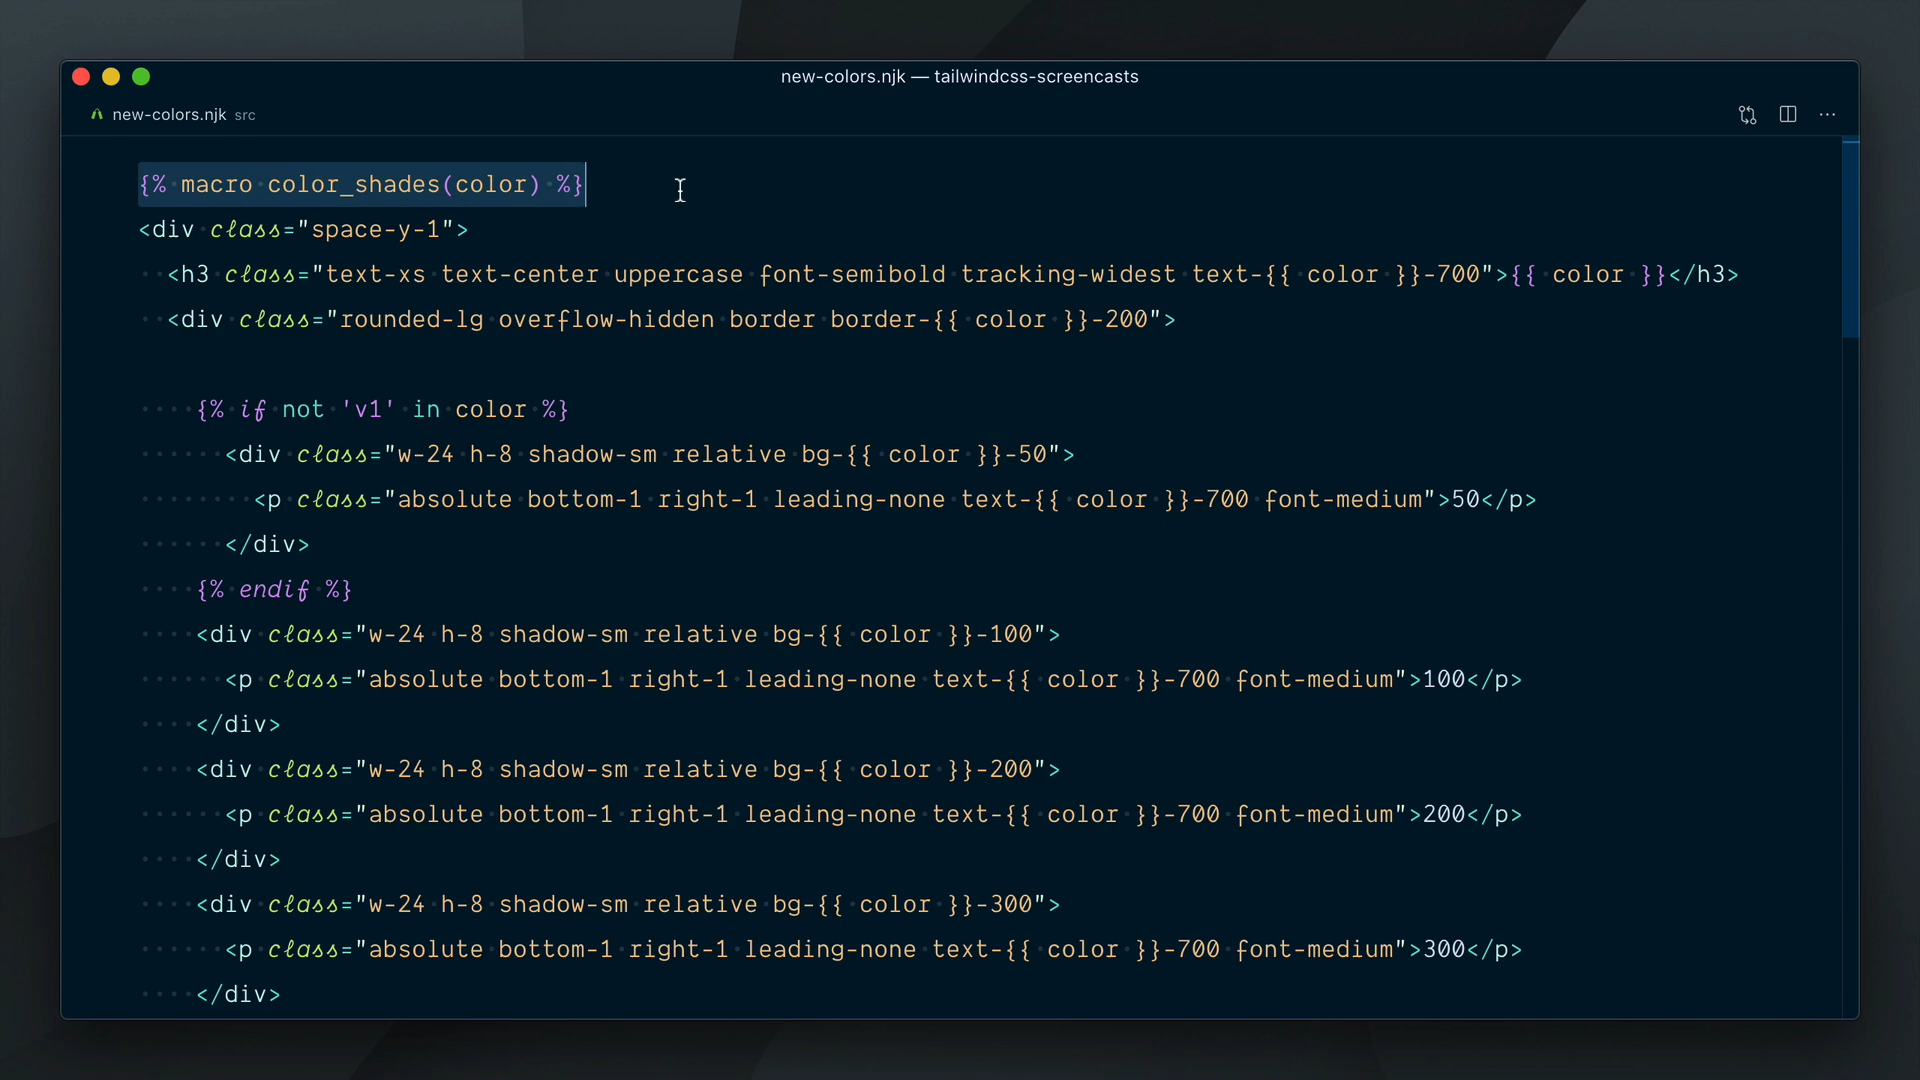 new-colors.njk — tailwindcss-screencasts
new-colors.njk src
{% macro color_shades(color) %}
<div class="space-y-1">
  <h3 class="text-xs text-center uppercase font-semibold tracking-widest text-{{ color }}-700">{{ color }}</h3>
  <div class="rounded-lg overflow-hidden border border-{{ color }}-200">
    {% if not 'v1' in color %}
      <div class="w-24 h-8 shadow-sm relative bg-{{ color }}-50">
        <p class="absolute bottom-1 right-1 leading-none text-{{ color }}-700 font-medium">50</p>
      </div>
    {% endif %}
    <div class="w-24 h-8 shadow-sm relative bg-{{ color }}-100">
      <p class="absolute bottom-1 right-1 leading-none text-{{ color }}-700 font-medium">100</p>
    </div>
    <div class="w-24 h-8 shadow-sm relative bg-{{ color }}-200">
      <p class="absolute bottom-1 right-1 leading-none text-{{ color }}-700 font-medium">200</p>
    </div>
    <div class="w-24 h-8 shadow-sm relative bg-{{ color }}-300">
      <p class="absolute bottom-1 right-1 leading-none text-{{ color }}-700 font-medium">300</p>
    </div>